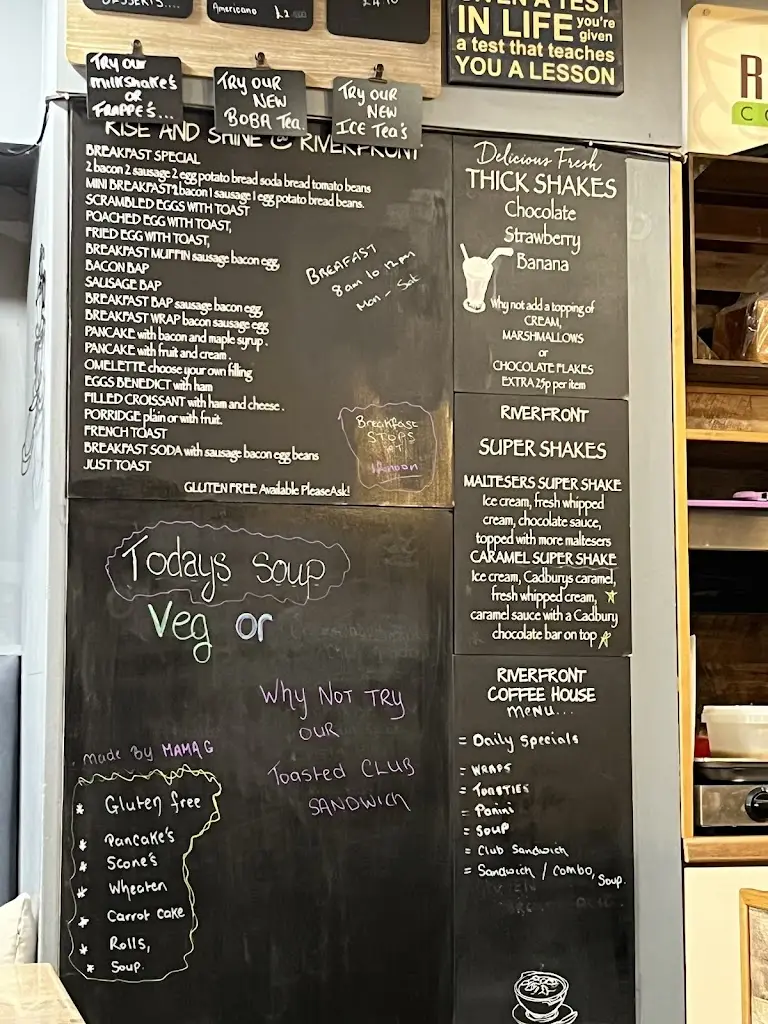 DESSERTS....
Americano £2
IN LIFE you're given
a test that teaches
YOU A LESSON
TRY OUR
MILKSHAKE'S
OR
FRAPPE'S...
TRY OUR
NEW
BOBA TEA.
TRY OUR
NEW
ICE TEA'S
RISE AND SHINE @ RIVERFRONT
BREAKFAST SPECIAL
2 bacon 2 sausage 2 egg potato bread soda bread tomato beans
MINI BREAKFAST 1 bacon 1 sausage 1 egg potato bread beans.
SCRAMBLED EGGS WITH TOAST
POACHED EGG WITH TOAST,
FRIED EGG WITH TOAST,
BREAKFAST MUFFIN sausage bacon egg,
BACON BAP
SAUSAGE BAP
BREAKFAST BAP sausage bacon egg,
BREAKFAST WRAP bacon sausage egg
PANCAKE with bacon and maple syrup .
PANCAKE with fruit and cream .
OMELETTE choose your own filling
EGGS BENEDICT with ham
FILLED CROISSANT with ham and cheese .
PORRIDGE plain or with fruit.
FRENCH TOAST
BREAKFAST SODA with sausage bacon egg beans
JUST TOAST
GLUTEN FREE Available PleaseAsk!
BREAFAST
8am to 12pm
Mon - Sat
Breakfast
STOPS
AT
12noon
Delicious Fresh
THICK SHAKES
Chocolate
Strawberry
Banana
Why not add a topping of
CREAM,
MARSHMALLOWS
or
CHOCOLATE FLAKES
EXTRA 25p per item
RIVERFRONT
SUPER SHAKES
MALTESERS SUPER SHAKE
Ice cream, fresh whipped
cream, chocolate sauce,
topped with more maltesers
CARAMEL SUPER SHAKE
Ice cream, Cadburys caramel,
fresh whipped cream,
caramel sauce with a Cadbury
chocolate bar on top
Todays soup
Veg or
Why Not TRY
OUR
Toasted CLUB
SANDWICH
made By MAMA G
* Gluten free
* Pancake's
* Scone's
* Wheaten
* Carrot cake
* Rolls,
* Soup.
RIVERFRONT
COFFEE HOUSE
MENU...
= Daily Specials
= WRAPS
= TOASTIES
= Panini
= Soup
= Club Sandwich
= Sandwich / Combo, Soup.